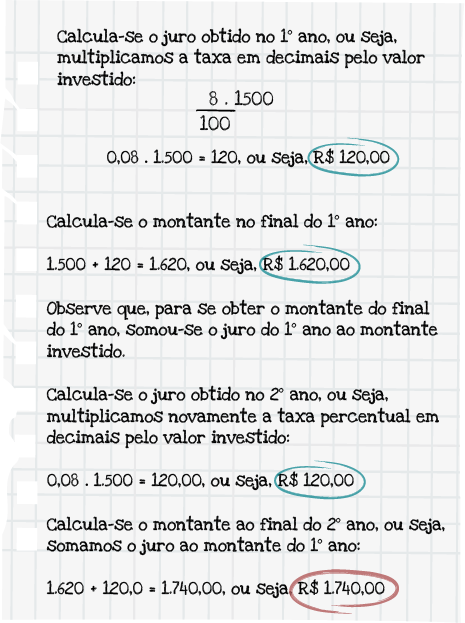 Calcula-se o juro obtido no 1° ano, ou seja,
multiplicamos a taxa em decimais pelo valor
investido:
8 . 1500
100
0,08 . 1.500 = 120, ou seja, R$ 120,00
Calcula-se o montante no final do 1° ano:
1.500 + 120 = 1.620, ou seja, R$ 1.620,00
Observe que, para se obter o montante do final
do 1° ano, somou-se o juro do 1° ano ao montante
investido.
Calcula-se o juro obtido no 2° ano, ou seja,
multiplicamos novamente a taxa percentual em
decimais pelo valor investido:
0,08 . 1.500 = 120,00, ou seja, R$ 120,00
Calcula-se o montante ao final do 2° ano, ou seja,
somamos o juro ao montante do 1° ano:
1.620 + 120,0 = 1.740,00, ou seja R$ 1.740,00